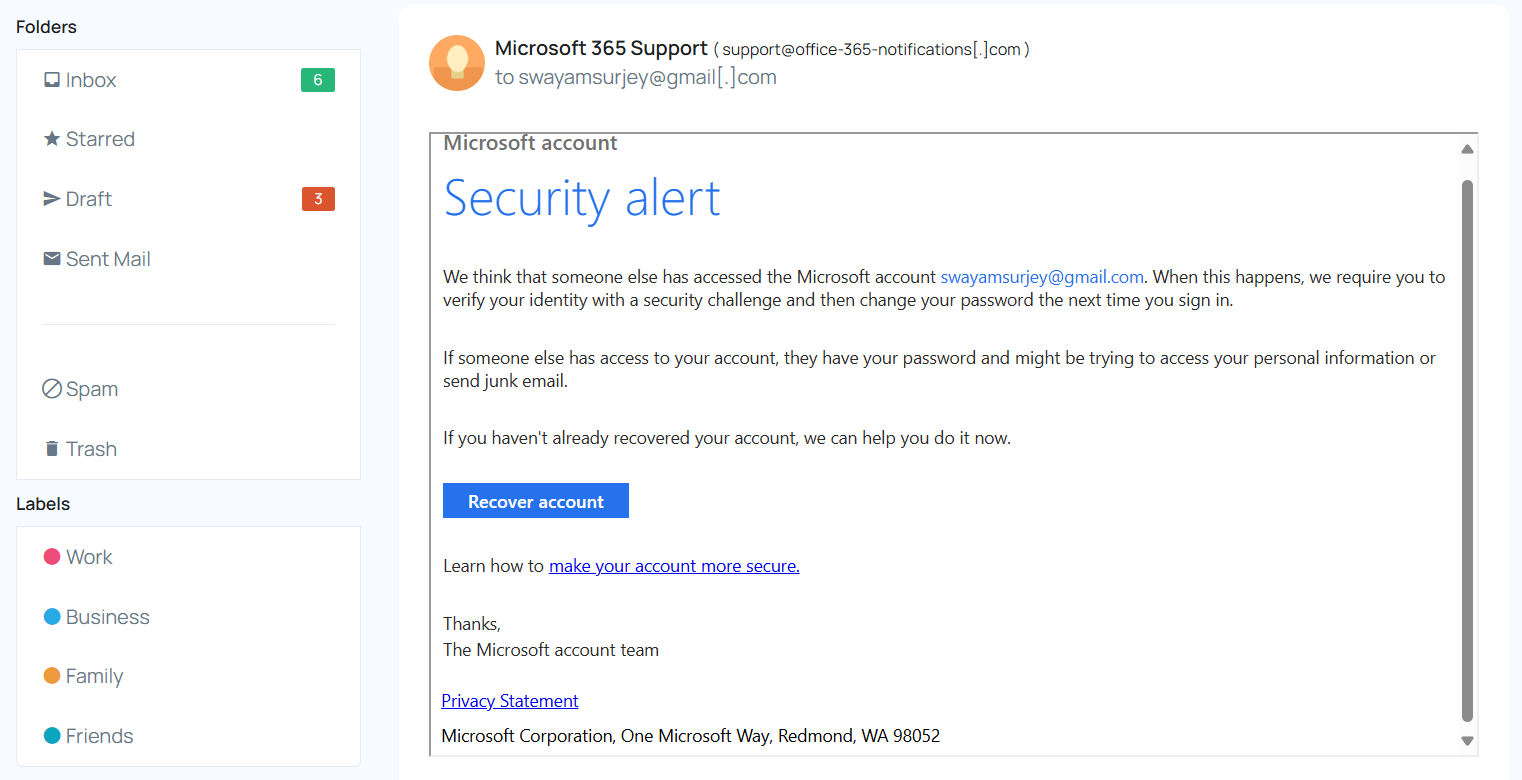 Folders
Inbox 6
Starred
Draft 3
Sent Mail
Spam
Trash
Labels
Work
Business
Family
Friends
Microsoft 365 Support ( support@office-365-notifications[.]com )
to swayamsurjey@gmail[.]com
Microsoft account
Security alert
We think that someone else has accessed the Microsoft account swayamsurjey@gmail.com. When this happens, we require you to
verify your identity with a security challenge and then change your password the next time you sign in.
If someone else has access to your account, they have your password and might be trying to access your personal information or
send junk email.
If you haven't already recovered your account, we can help you do it now.
Recover account
Learn how to make your account more secure.
Thanks,
The Microsoft account team
Privacy Statement
Microsoft Corporation, One Microsoft Way, Redmond, WA 98052